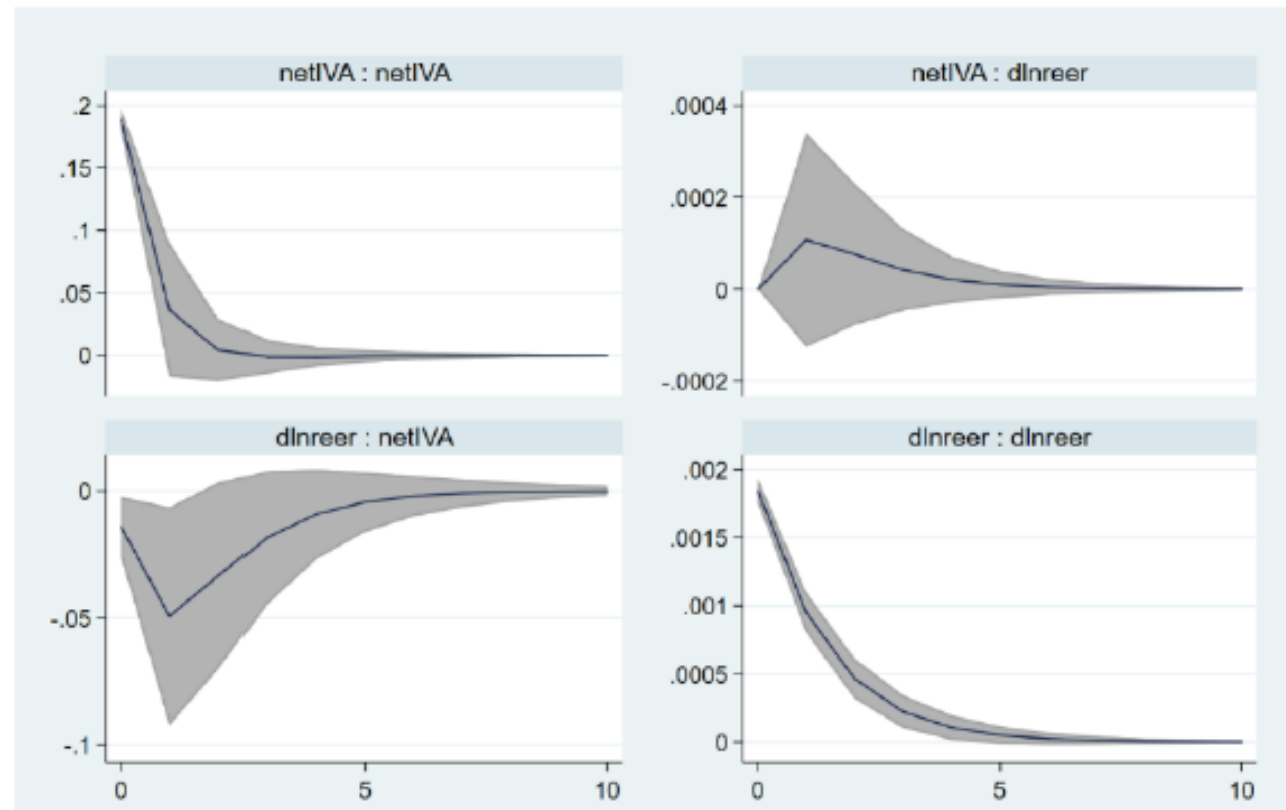 netIVA : netIVA
.2
.15
.1
.05
0
netIVA : dlnreer
.0004
.0002
0
-.0002
dlnreer : netIVA
0
-.05
-.1
0 5 10
dlnreer : dlnreer
.002
.0015
.001
.0005
0
0 5 10